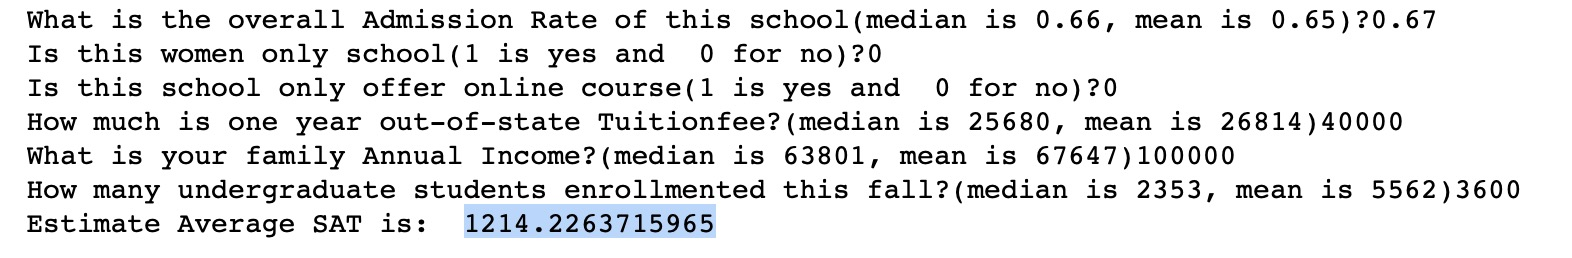 What is the overall Admission Rate of this school(median is 0.66, mean is 0.65)?0.67
Is this women only school(1 is yes and  0 for no)?0
Is this school only offer online course(1 is yes and  0 for no)?0
How much is one year out-of-state Tuitionfee?(median is 25680, mean is 26814)40000
What is your family Annual Income?(median is 63801, mean is 67647)100000
How many undergraduate students enrollmented this fall?(median is 2353, mean is 5562)3600
Estimate Average SAT is:  1214.2263715965